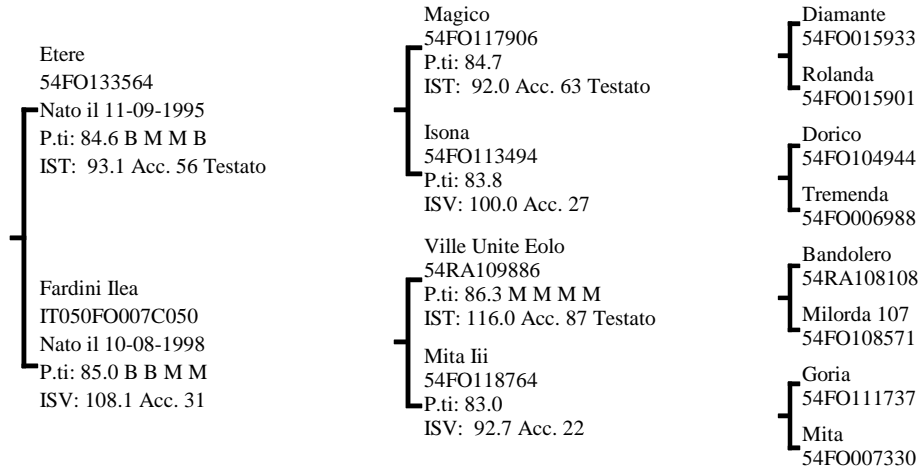 Etere
54FO133564
Nato il 11-09-1995
P.ti: 84.6 B M M B
IST:  93.1 Acc. 56 Testato
Fardini Ilea
IT050FO007C050
Nato il 10-08-1998
P.ti: 85.0 B B M M
ISV: 108.1 Acc. 31
Magico
54FO117906
P.ti: 84.7
IST:  92.0 Acc. 63 Testato
Isona
54FO113494
P.ti: 83.8
ISV: 100.0 Acc. 27
Ville Unite Eolo
54RA109886
P.ti: 86.3 M M M M
IST: 116.0 Acc. 87 Testato
Mita Iii
54FO118764
P.ti: 83.0
ISV:  92.7 Acc. 22
Diamante
54FO015933
Rolanda
54FO015901
Dorico
54FO104944
Tremenda
54FO006988
Bandolero
54RA108108
Milorda 107
54FO108571
Goria
54FO111737
Mita
54FO007330